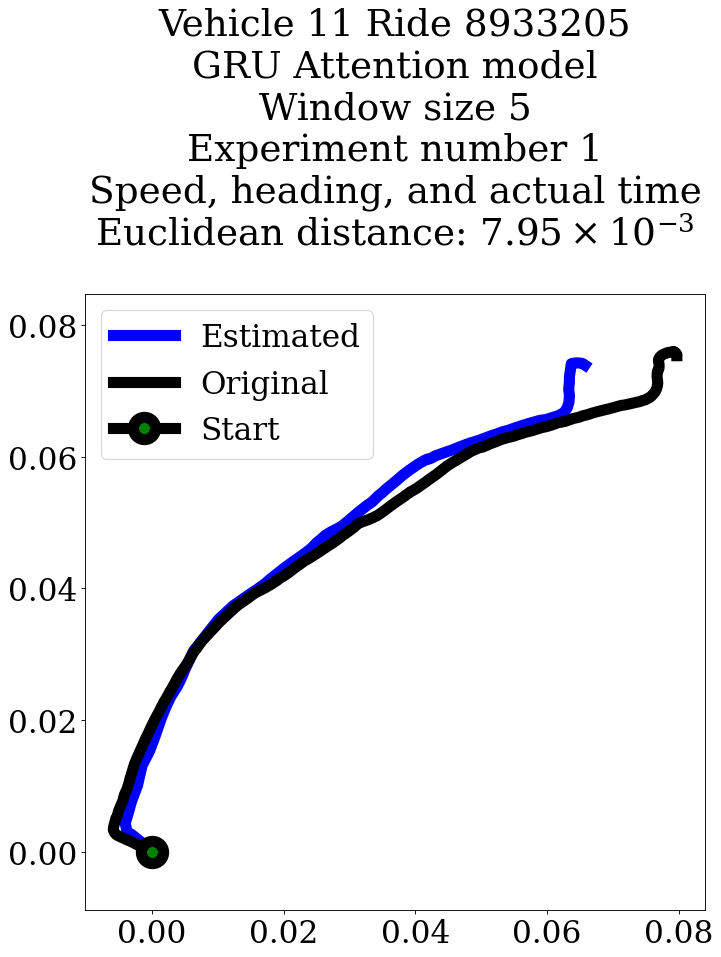 Vehicle 11 Ride 8933205
GRU Attention model
Window size 5
Experiment number 1
Speed, heading, and actual time
Euclidean distance: 7.95 × 10⁻³
Estimated
Original
Start
0.08
0.06
0.04
0.02
0.00
0.00 0.02 0.04 0.06 0.08